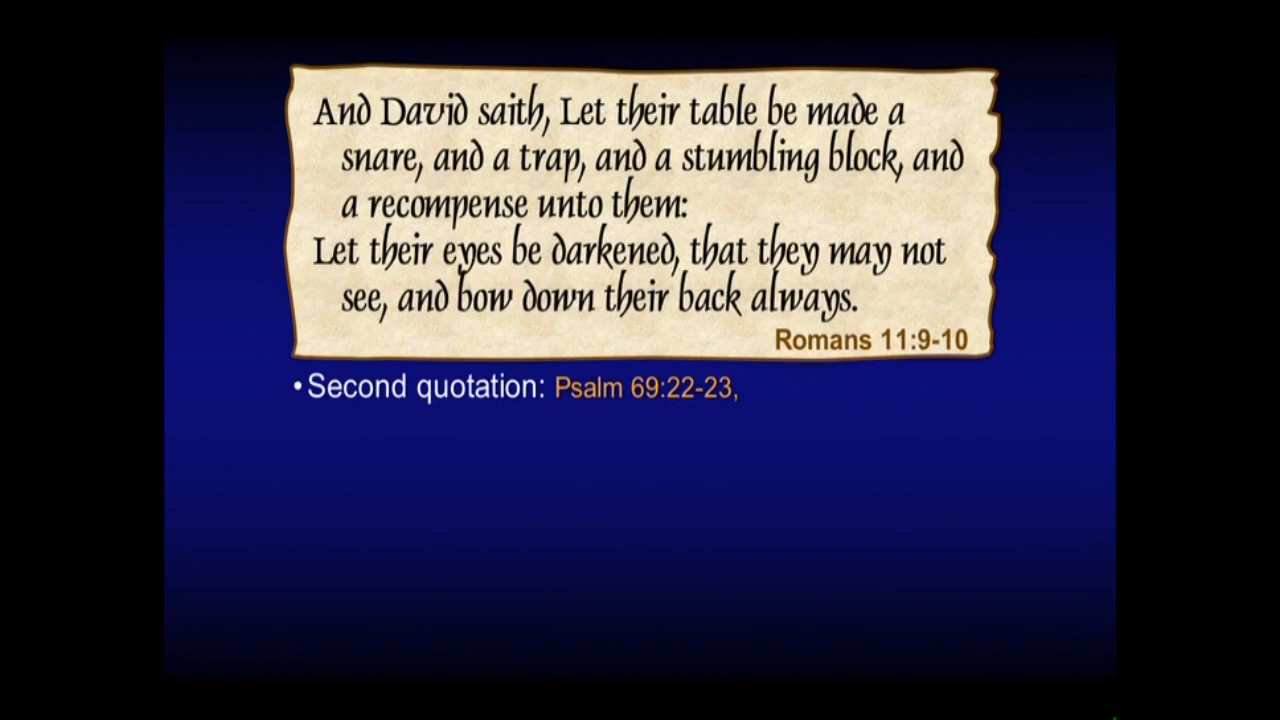 And David saith, Let their table be made a
snare, and a trap, and a stumbling block, and
a recompense unto them:
Let their eyes be darkened, that they may not
see, and bow down their back always.
Romans 11:9-10
• Second quotation: Psalm 69:22-23,